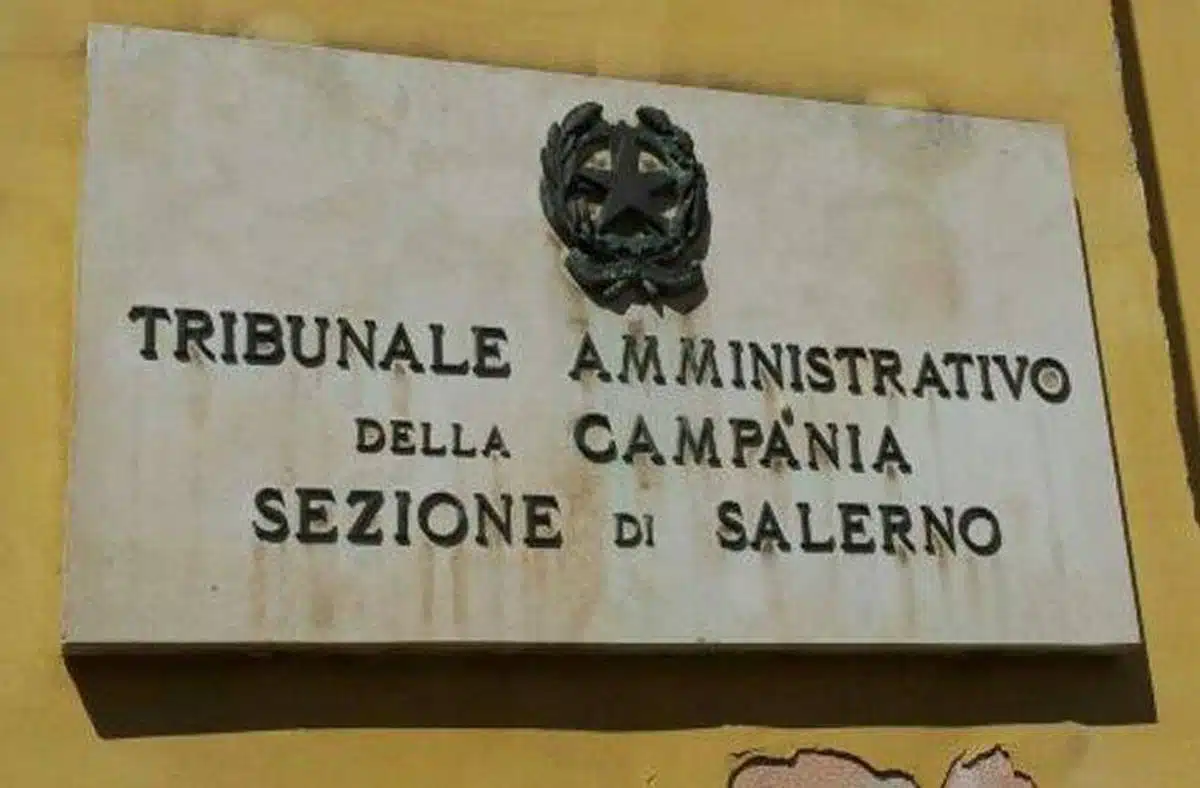 TRIBUNALE AMMINISTRATIVO
DELLA CAMPANIA
SEZIONE DI SALERNO